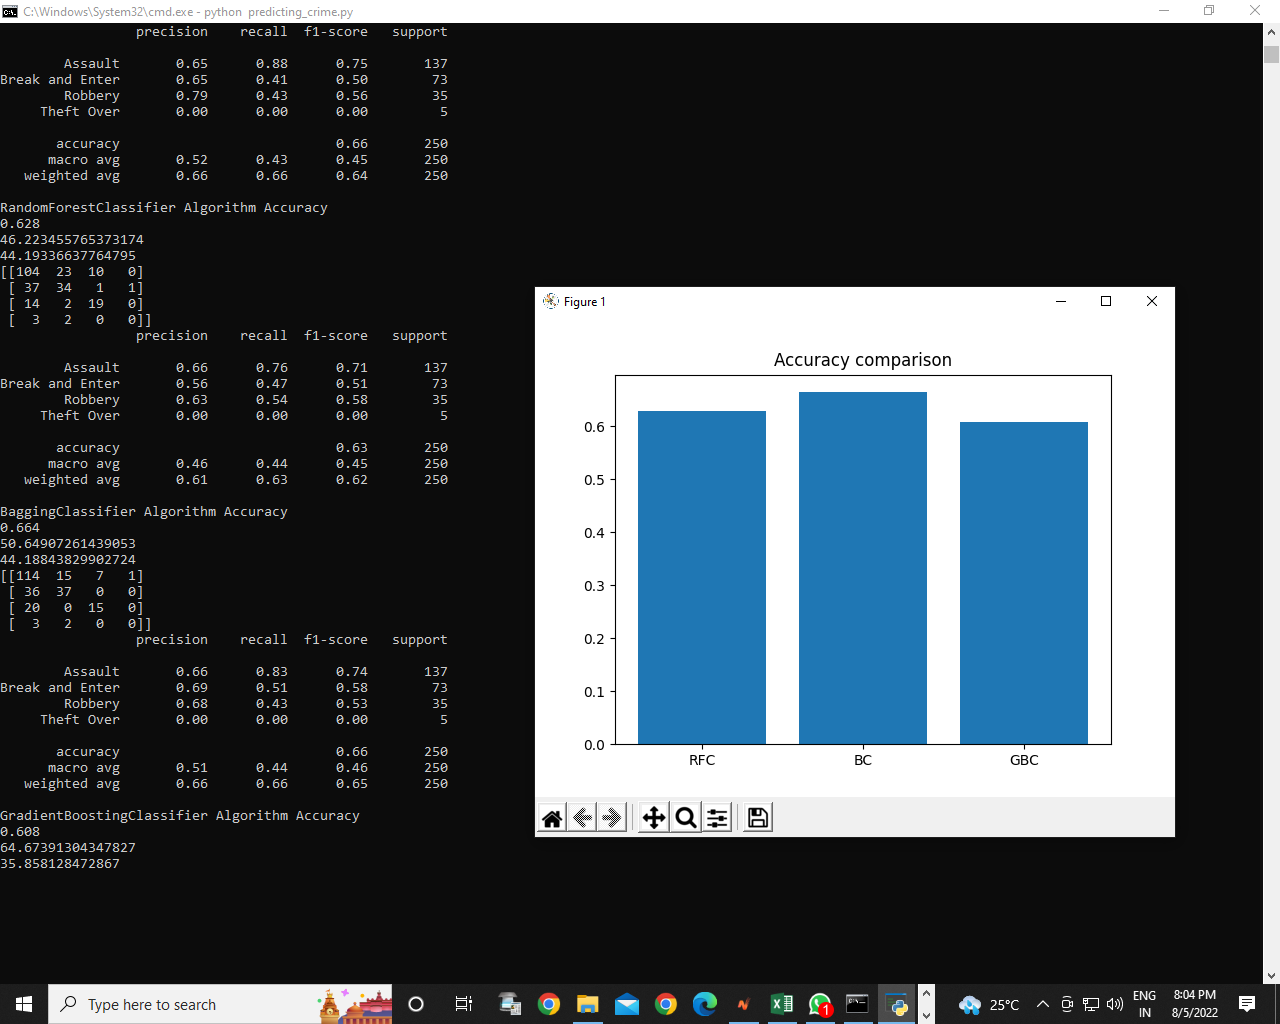 C:\Windows\System32\cmd.exe - python  predicting_crime.py
precision recall f1-score support
Assault 0.65 0.88 0.75 137
Break and Enter 0.65 0.41 0.50 73
Robbery 0.79 0.43 0.56 35
Theft Over 0.00 0.00 0.00 5
accuracy 0.66 250
macro avg 0.52 0.43 0.45 250
weighted avg 0.66 0.66 0.64 250
RandomForestClassifier Algorithm Accuracy
0.628
46.223455765373174
44.19336637764795
[[104 23 10 0]
[ 37 34 1 1]
[ 14 2 19 0]
[ 3 2 0 0]]
precision recall f1-score support
Assault 0.66 0.76 0.71 137
Break and Enter 0.56 0.47 0.51 73
Robbery 0.63 0.54 0.58 35
Theft Over 0.00 0.00 0.00 5
accuracy 0.63 250
macro avg 0.46 0.44 0.45 250
weighted avg 0.61 0.63 0.62 250
BaggingClassifier Algorithm Accuracy
0.664
50.64907261439053
44.18843829902724
[[114 15 7 1]
[ 36 37 0 0]
[ 20 0 15 0]
[ 3 2 0 0]]
precision recall f1-score support
Assault 0.66 0.83 0.74 137
Break and Enter 0.69 0.51 0.58 73
Robbery 0.68 0.43 0.53 35
Theft Over 0.00 0.00 0.00 5
accuracy 0.66 250
macro avg 0.51 0.44 0.46 250
weighted avg 0.66 0.66 0.65 250
GradientBoostingClassifier Algorithm Accuracy
0.608
64.67391304347827
35.858128472867
Figure 1
Accuracy comparison
0.6
0.5
0.4
0.3
0.2
0.1
0.0
RFC BC GBC
Type here to search
1
25°C
ENG
IN
8:04 PM
8/5/2022